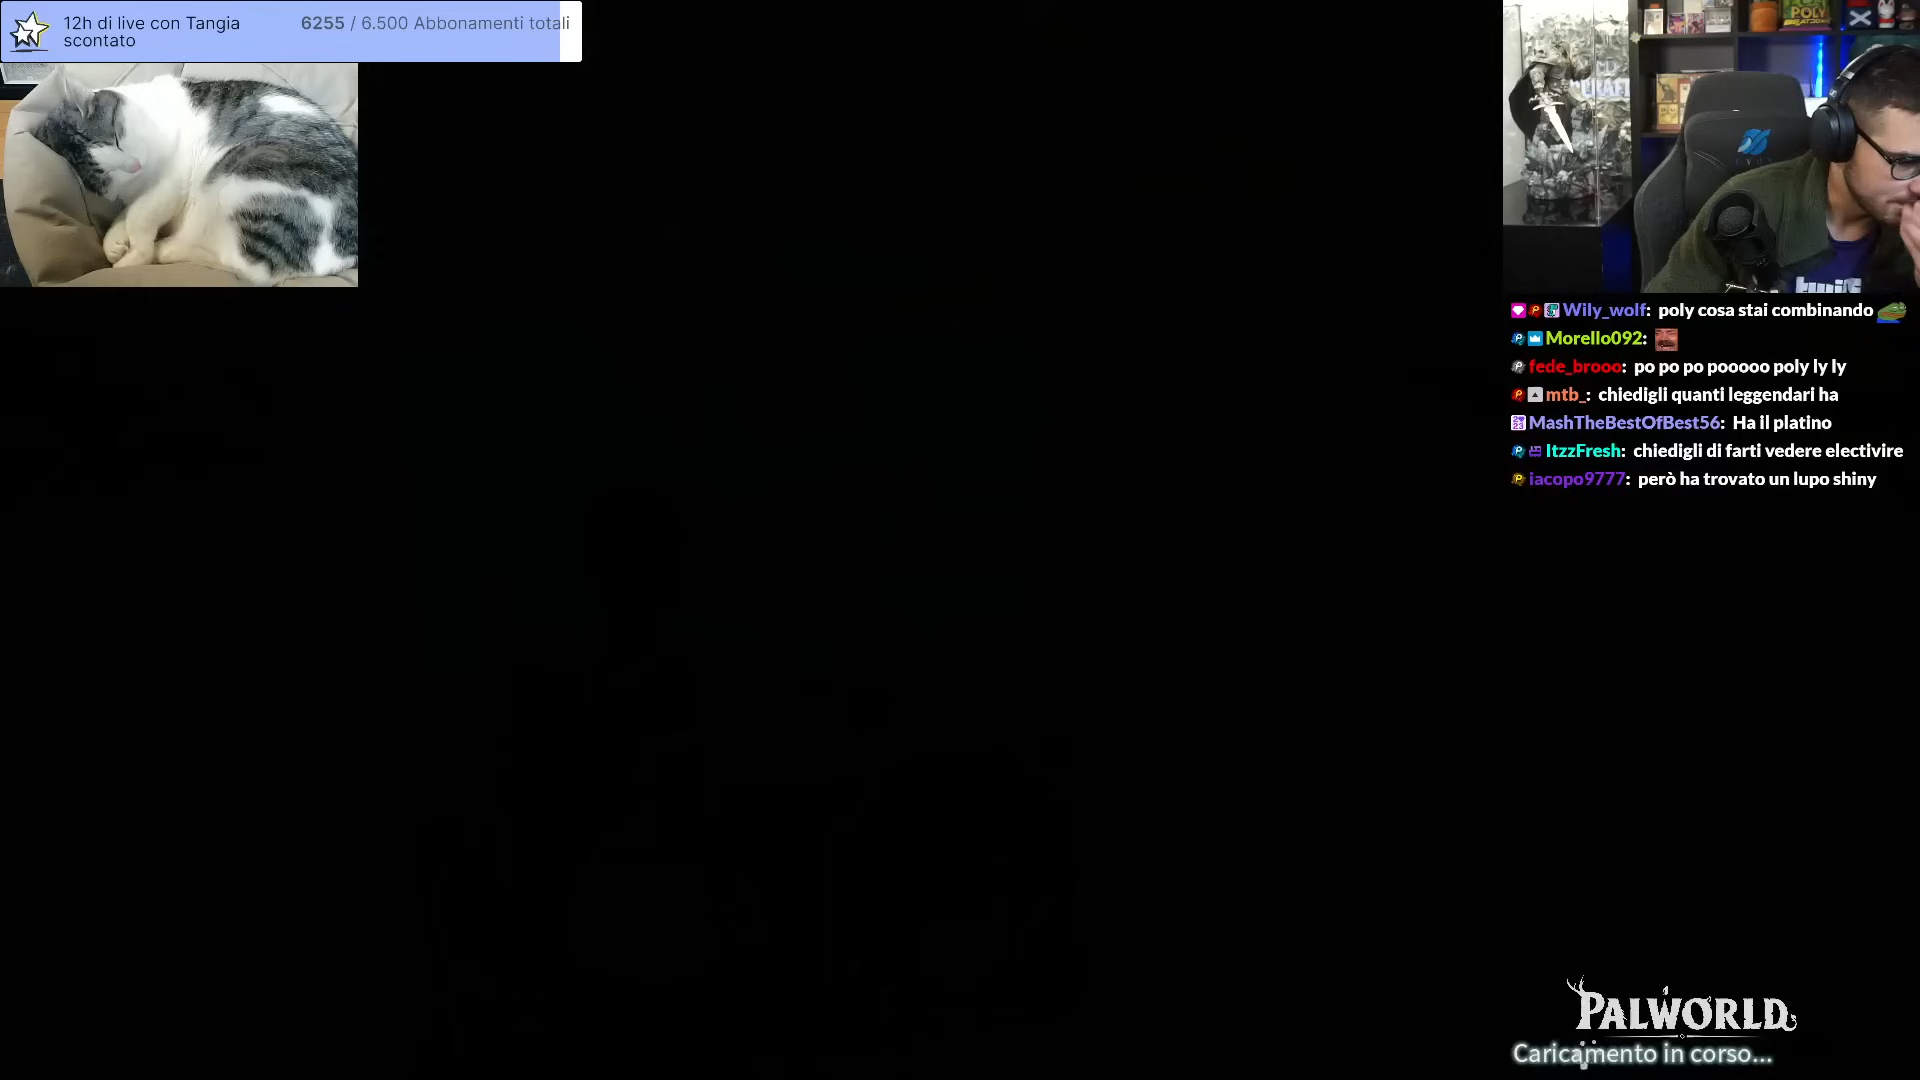 12h di live con Tangia
scontato
6255 / 6.500 Abbonamenti totali
POLY
Wily_wolf: poly cosa stai combinando
Morello092:
fede_brooo: po po po pooooo poly ly ly
mtb_: chiedigli quanti leggendari ha
MashTheBestOfBest56: Ha il platino
ItzzFresh: chiedigli di farti vedere electivire
iacopo9777: però ha trovato un lupo shiny
PALWORLD
Caricamento in corso...